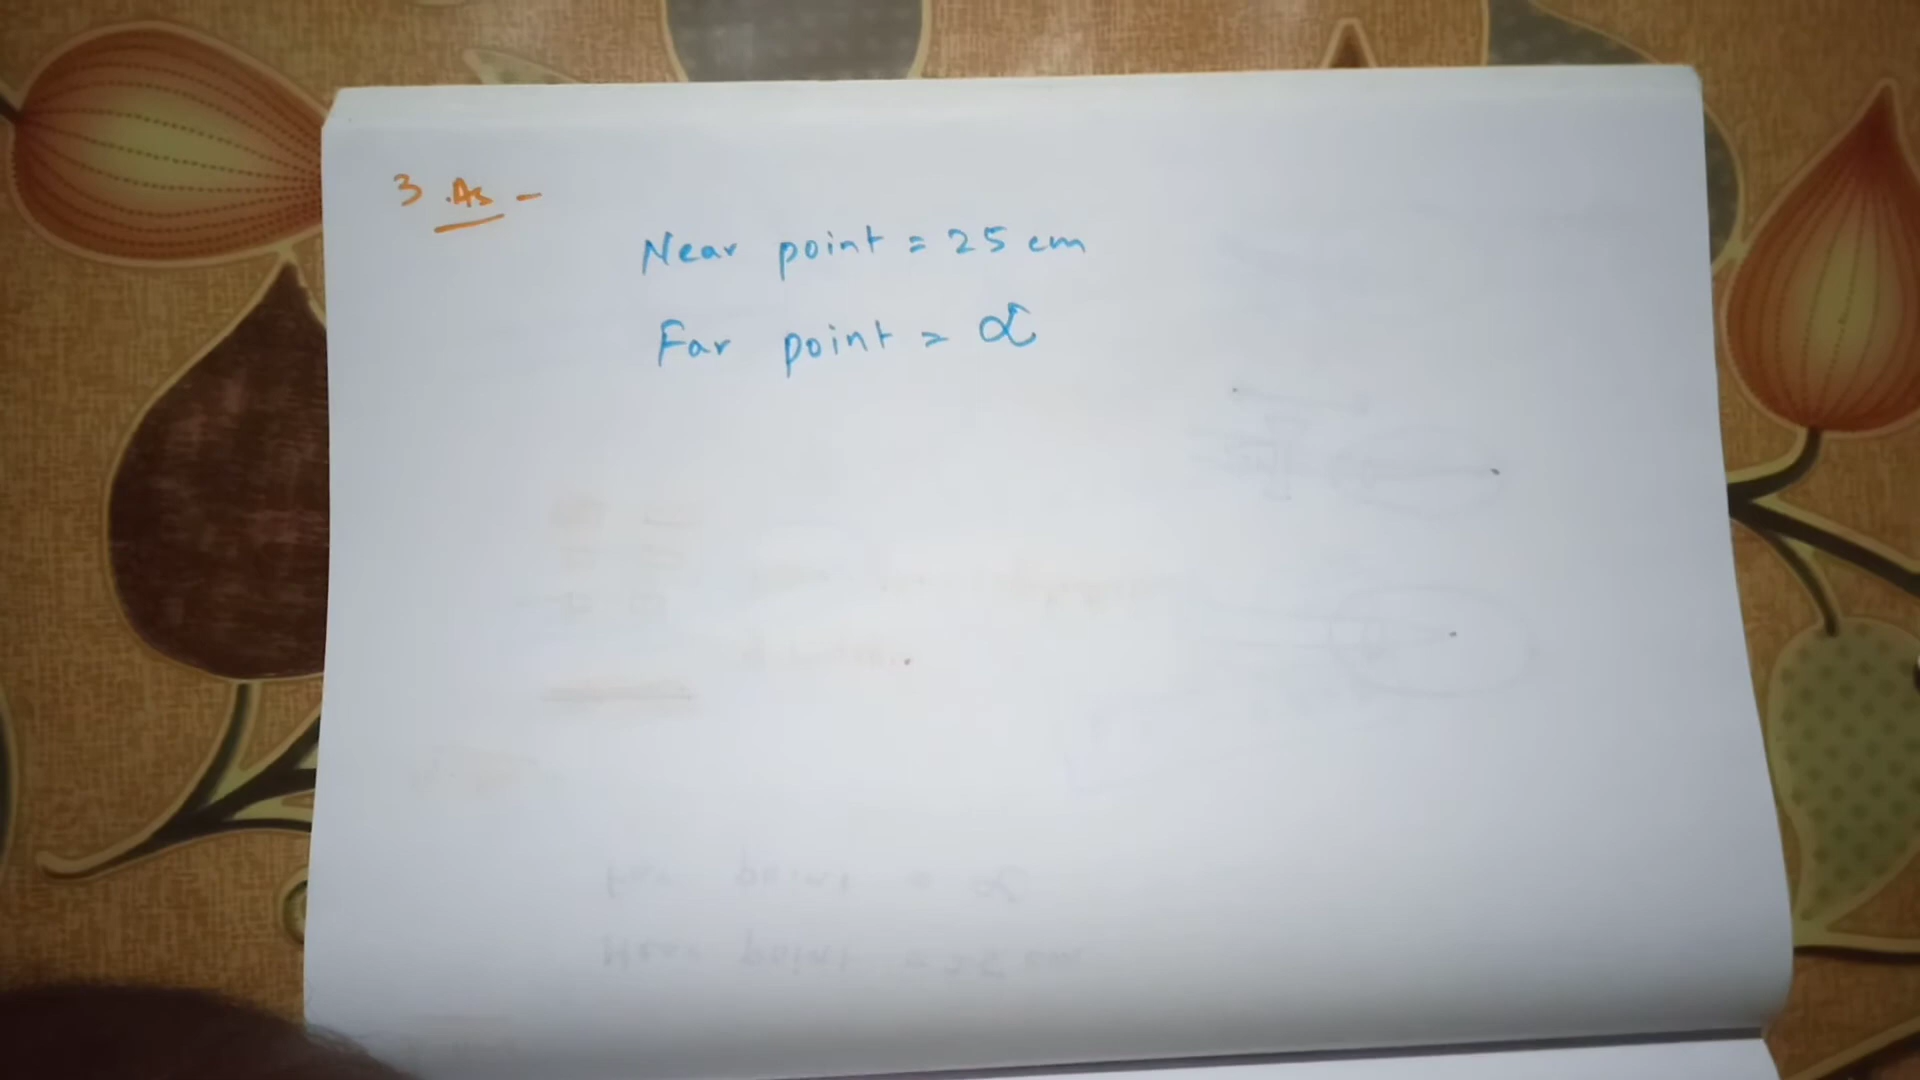 3 .As -
Near point = 25 cm
Far point = ∝